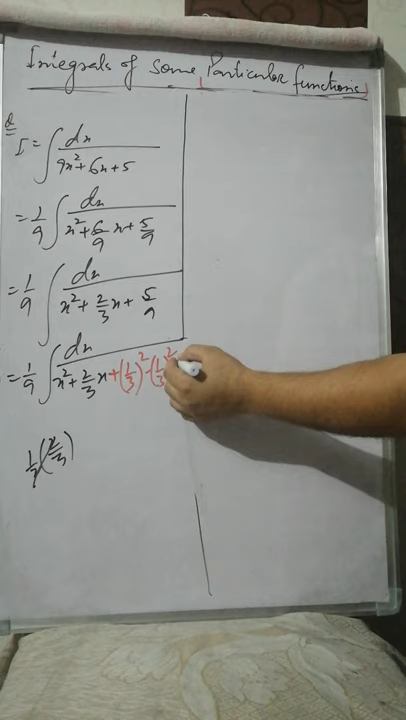 Integrals of Some Particular functions
Q
I = ∫ dx / (9x² + 6x + 5)
= 1/9 ∫ dx / (x² + 6/9 x + 5/9)
= 1/9 ∫ dx / (x² + 2/3 x + 5/9)
= 1/9 ∫ dx / (x² + 2/3 x + (1/3)² - (1/3)²
1/2 (2/3)